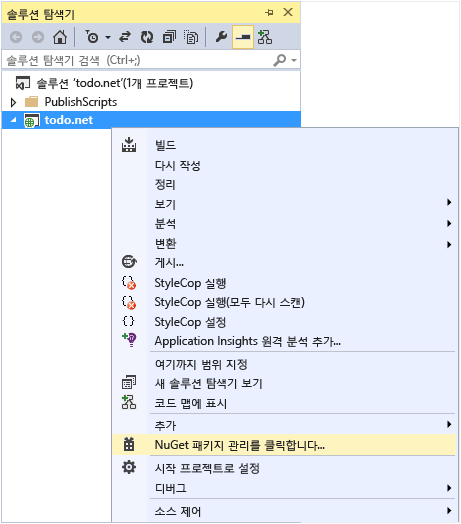 솔루션 탐색기
솔루션 탐색기 검색 (Ctrl+;)
솔루션 'todo.net'(1개 프로젝트)
PublishScripts
todo.net
빌드
다시 작성
정리
보기
분석
변환
게시...
StyleCop 실행
StyleCop 실행(모두 다시 스캔)
StyleCop 설정
Application Insights 원격 분석 추가...
여기까지 범위 지정
새 솔루션 탐색기 보기
코드 맵에 표시
추가
NuGet 패키지 관리를 클릭합니다...
시작 프로젝트로 설정
디버그
소스 제어